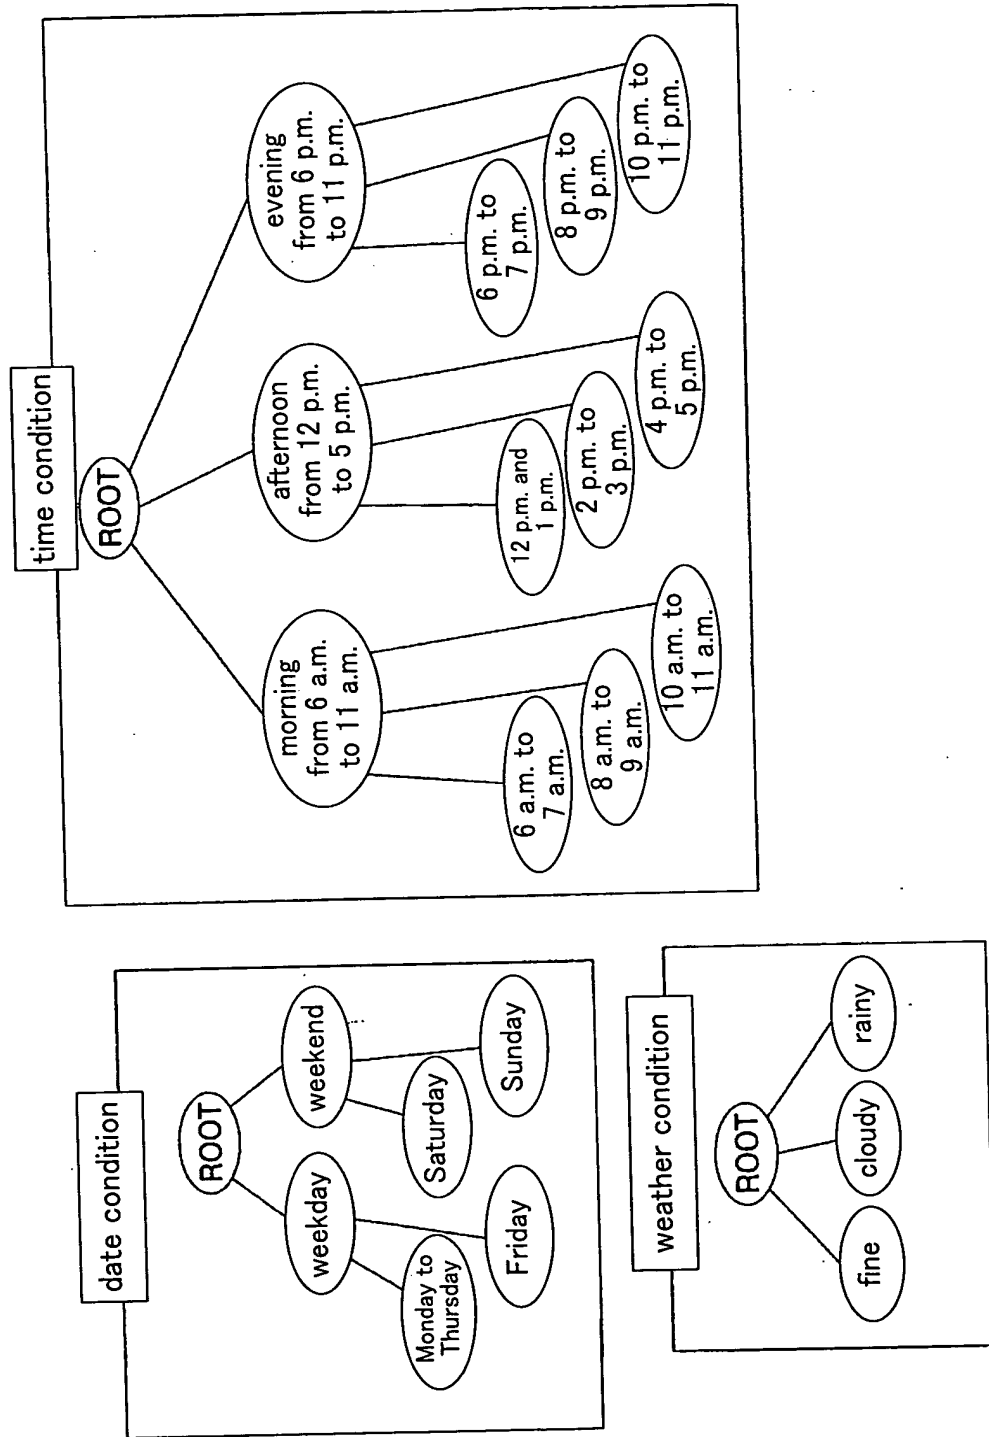 date condition
ROOT
weekday
weekend
Monday to
Thursday
Friday
Saturday
Sunday
weather condition
ROOT
fine
cloudy
rainy
time condition
ROOT
morning
from 6 a.m.
to 11 a.m.
afternoon
from 12 p.m.
to 5 p.m.
evening
from 6 p.m.
to 11 p.m.
6 a.m. to
7 a.m.
8 a.m. to
9 a.m.
10 a.m. to
11 a.m.
12 p.m. and
1 p.m.
2 p.m. to
3 p.m.
4 p.m. to
5 p.m.
6 p.m. to
7 p.m.
8 p.m. to
9 p.m.
10 p.m. to
11 p.m.